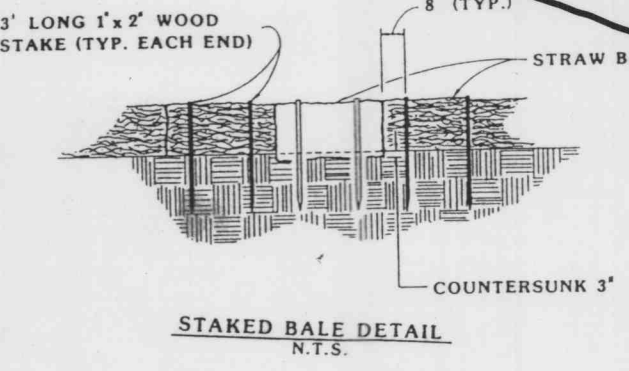 8" (TYP.)
3' LONG 1" x 2" WOOD
STAKE (TYP. EACH END)
STRAW B
COUNTERSUNK 3"
STAKED BALE DETAIL
N.T.S.